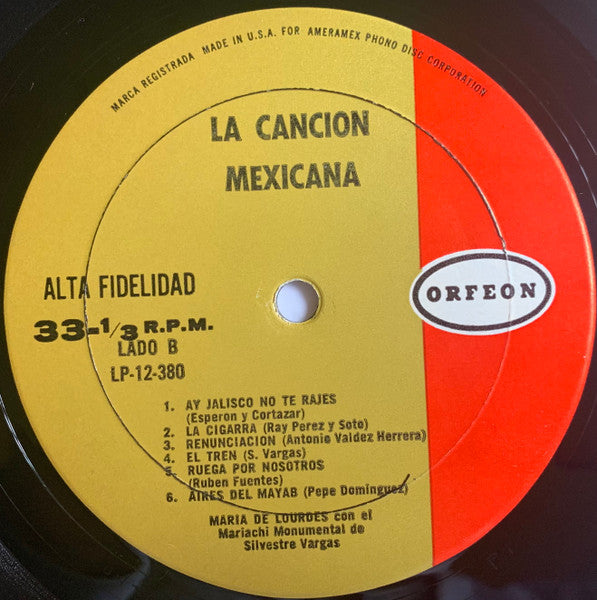 MARCA REGISTRADA MADE IN U.S.A. FOR AMERAMEX PHONO DISC CORPORATION
LA CANCION
MEXICANA
ALTA FIDELIDAD
ORFEON
33-1/3 R.P.M.
LADO B
LP-12-380
1. AY JALISCO NO TE RAJES
(Esperon y Cortazar)
2. LA CIGARRA (Ray Perez y Soto)
3. RENUNCIACION (Antonio Valdez Herrera)
4. EL TREN (S. Vargas)
5. RUEGA POR NOSOTROS
(Ruben Fuentes)
6. AIRES DEL MAYAB (Pepe Dominguez)
MARIA DE LOURDES con el
Mariachi Monumental de
Silvestre Vargas